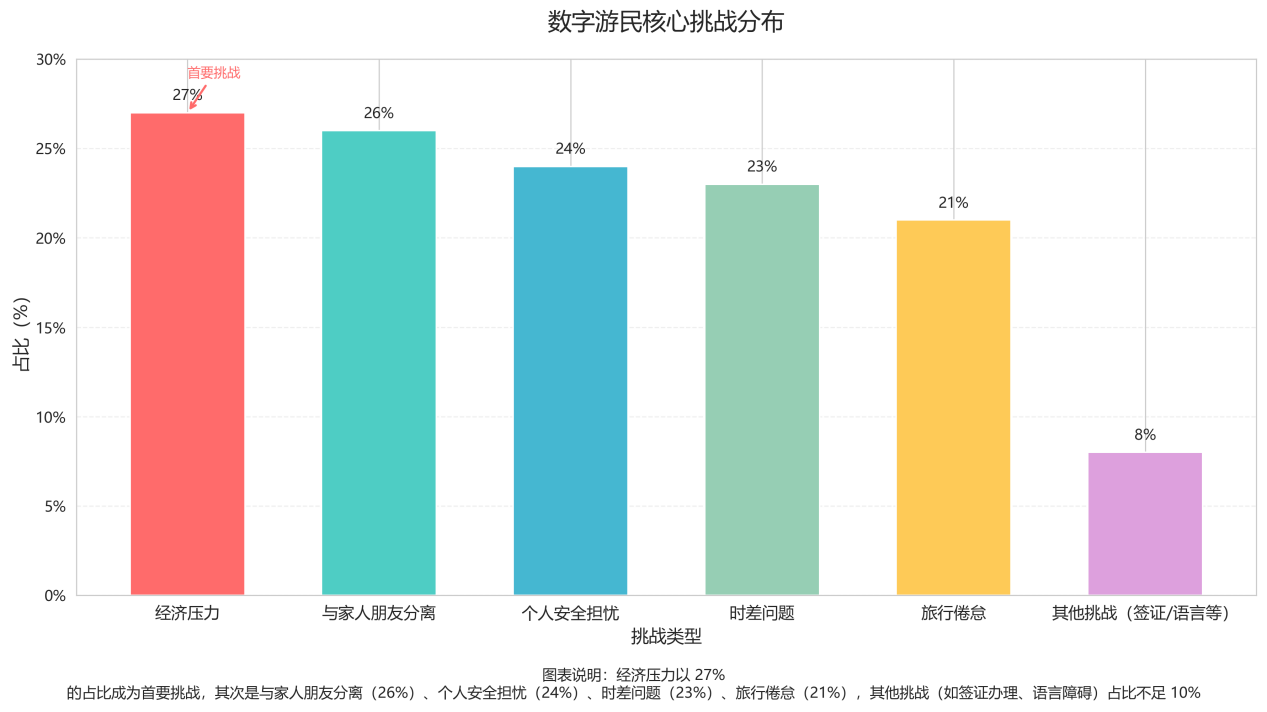 数字游民核心挑战分布
占比（%）
30%
25%
20%
15%
10%
5%
0%
首要挑战
27%
26%
24%
23%
21%
8%
经济压力
与家人朋友分离
个人安全担忧
时差问题
旅行倦怠
其他挑战（签证/语言等）
挑战类型
图表说明：经济压力以 27%
的占比成为首要挑战，其次是与家人朋友分离（26%）、个人安全担忧（24%）、时差问题（23%）、旅行倦怠（21%），其他挑战（如签证办理、语言障碍）占比不足 10%